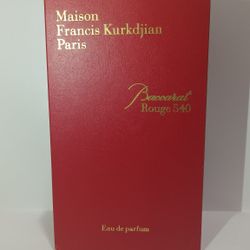 Maison
Francis Kurkdjian
Paris
Baccarat
Rouge 540
Eau de parfum